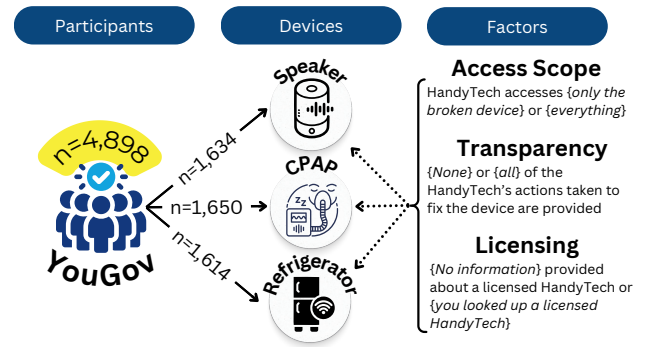 Participants
Devices
Factors
n=4,898
YouGov
n=1,634
n=1,650
n=1,614
Speaker
CPAP
zz
Refrigerator
Access Scope
HandyTech accesses {only the
broken device} or {everything}
Transparency
{None} or {all} of the
HandyTech's actions taken to
fix the device are provided
Licensing
{No information} provided
about a licensed HandyTech or
{you looked up a licensed
HandyTech}